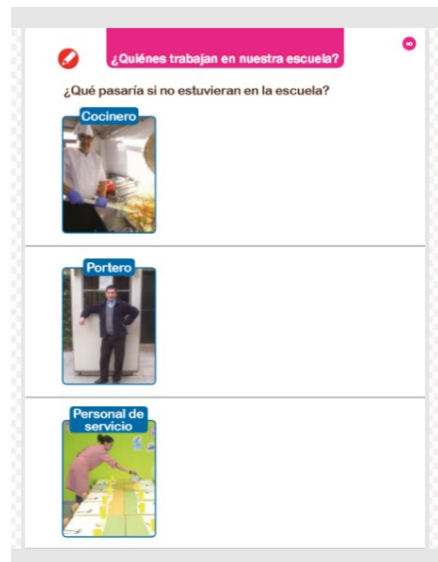 ¿Quiénes trabajan en nuestra escuela?
¿Qué pasaría si no estuvieran en la escuela?
Cocinero
Portero
Personal de
servicio